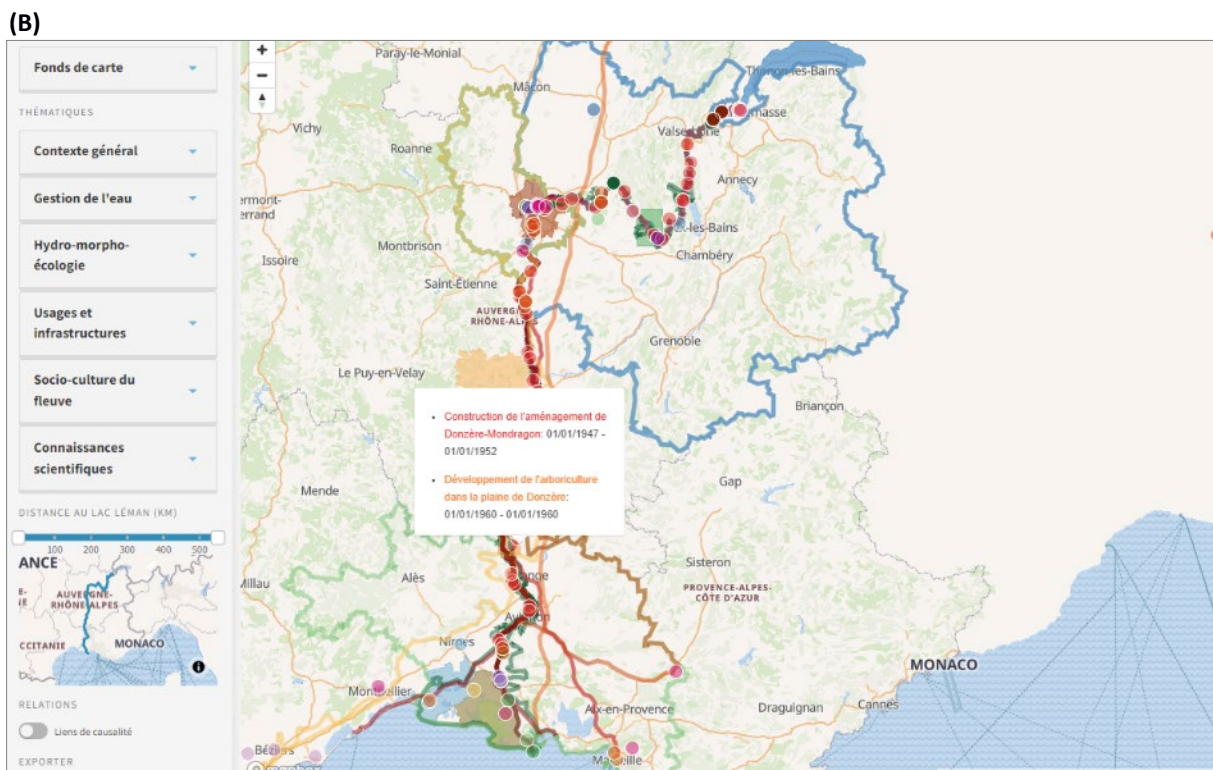 (B)
Fonds de carte
THÉMATIQUES
Contexte général
Gestion de l'eau
Hydro-morpho-
écologie
Usages et
infrastructures
Socio-culture du
fleuve
Connaissances
scientifiques
DISTANCE AU LAC LÉMAN (KM)
100 200 300 400 500
ANCE
AUVERGNE-
RHÔNE-ALPES
CCITANIE
MONACO
RELATIONS
Liens de causalité
EXPORTER
Paray-le-Monial
Mâcon
Thonon-les-Bains
Vichy
Roanne
Annecy
Montbrison
Issoire
Chambéry
Saint-Étienne
RHÔNE-ALPES
Grenoble
Le Puy-en-Velay
Briançon
Construction de l'aménagement de
Donzère-Mondragon: 01/01/1947 -
01/01/1952
Développement de l'arboriculture
dans la plaine de Donzère:
01/01/1960 - 01/01/1960
Mende
Gap
Sisteron
Alès
Millau
PROVENCE-ALPES-
CÔTE D'AZUR
Nîmes
MONACO
Aix-en-Provence
Draguignan
Cannes
Béziers